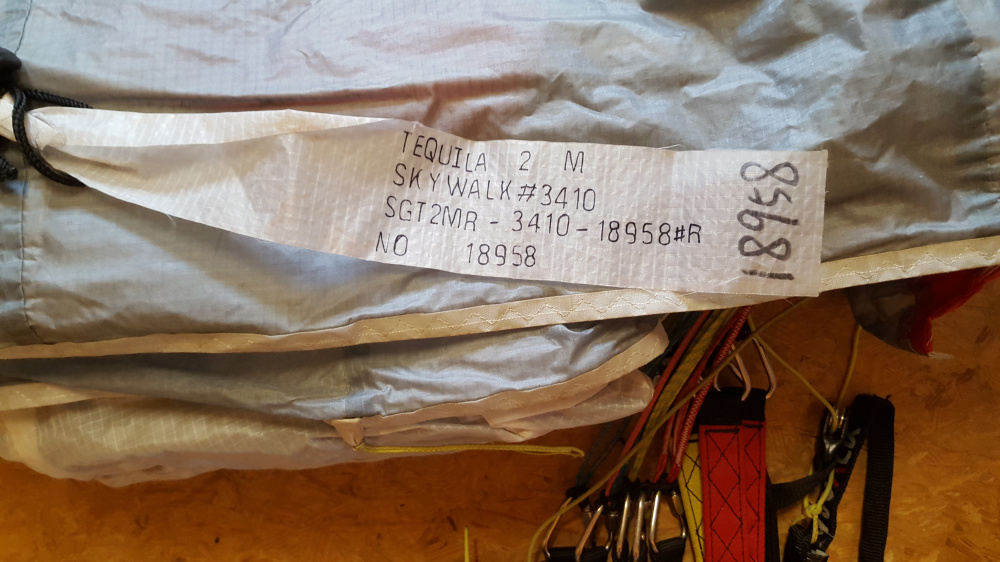 TEQUILA 2 M
SKYWALK#3410
SGT2MR - 3410-18958#R
NO 18958
18958